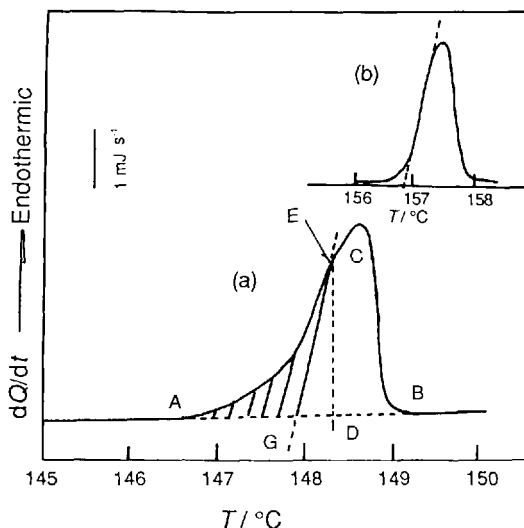 (b)
156
157
158
T/°C
1 mJ s⁻¹
dQ/dt
Endothermic
E
C
(a)
A
B
G
D
145
146
147
148
149
150
T / °C